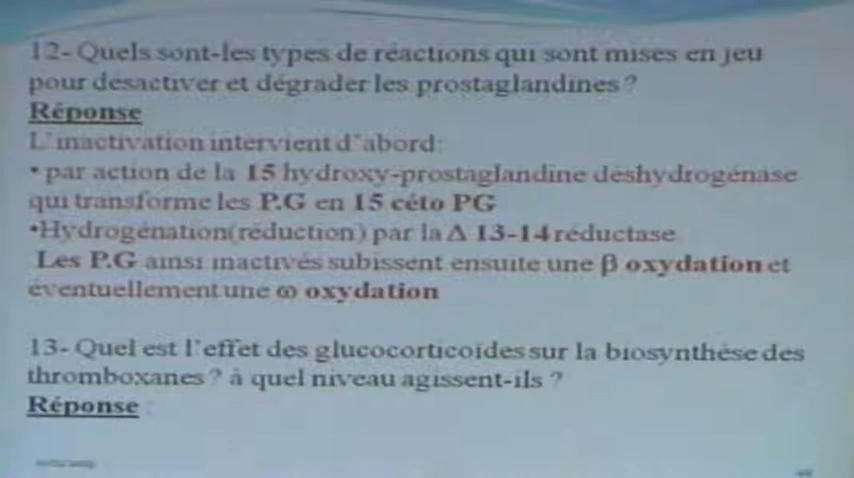 12- Quels sont-les types de réactions qui sont mises en jeu
pour desactiver et dégrader les prostaglandines ?
Réponse
L'inactivation intervient d'abord:
• par action de la 15 hydroxy-prostaglandine déshydrogénase
qui transforme les P.G en 15 céto PG
•Hydrogénation(réduction) par la Δ 13-14 réductase
Les P.G ainsi inactivés subissent ensuite une β oxydation et
éventuellement une ω oxydation
13- Quel est l'effet des glucocorticoïdes sur la biosynthèse des
thromboxanes ? à quel niveau agissent-ils ?
Réponse :